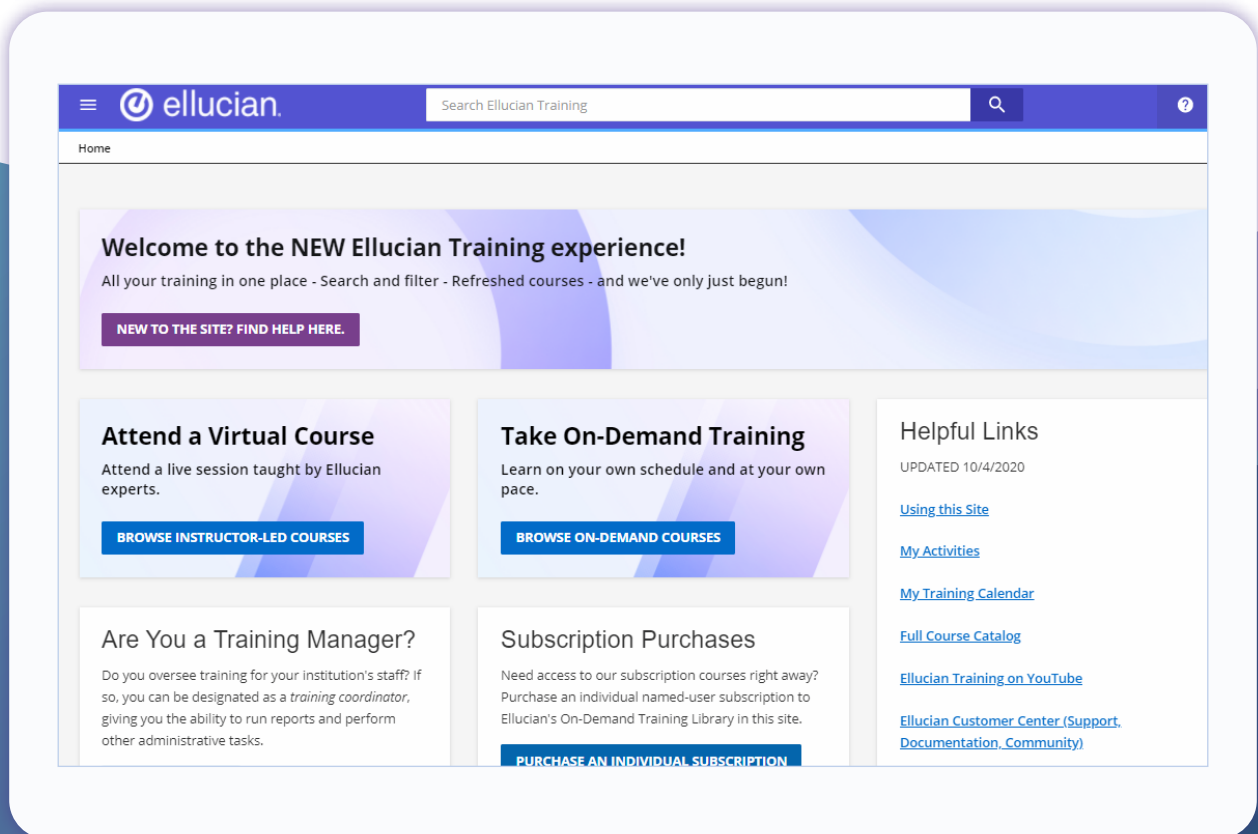 ellucian.
Search Ellucian Training
Home
Welcome to the NEW Ellucian Training experience!
All your training in one place - Search and filter - Refreshed courses - and we've only just begun!
NEW TO THE SITE? FIND HELP HERE.
Attend a Virtual Course
Attend a live session taught by Ellucian
experts.
BROWSE INSTRUCTOR-LED COURSES
Take On-Demand Training
Learn on your own schedule and at your own
pace.
BROWSE ON-DEMAND COURSES
Are You a Training Manager?
Do you oversee training for your institution's staff? If
so, you can be designated as a training coordinator,
giving you the ability to run reports and perform
other administrative tasks.
Subscription Purchases
Need access to our subscription courses right away?
Purchase an individual named-user subscription to
Ellucian's On-Demand Training Library in this site.
PURCHASE AN INDIVIDUAL SUBSCRIPTION
Helpful Links
UPDATED 10/4/2020
Using this Site
My Activities
My Training Calendar
Full Course Catalog
Ellucian Training on YouTube
Ellucian Customer Center (Support,
Documentation, Community)